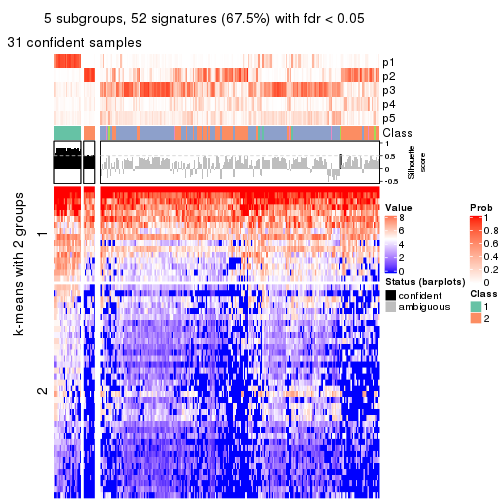 5 subgroups, 52 signatures (67.5%) with fdr < 0.05
31 confident samples
p1
p2
p3
p4
p5
Class
1
0.5
0
-0.5
Silhouette
score
k-means with 2 groups
1
2
Value
8
6
4
2
0
Status (barplots)
confident
ambiguous
Prob
1
0.8
0.6
0.4
0.2
0
Class
1
2